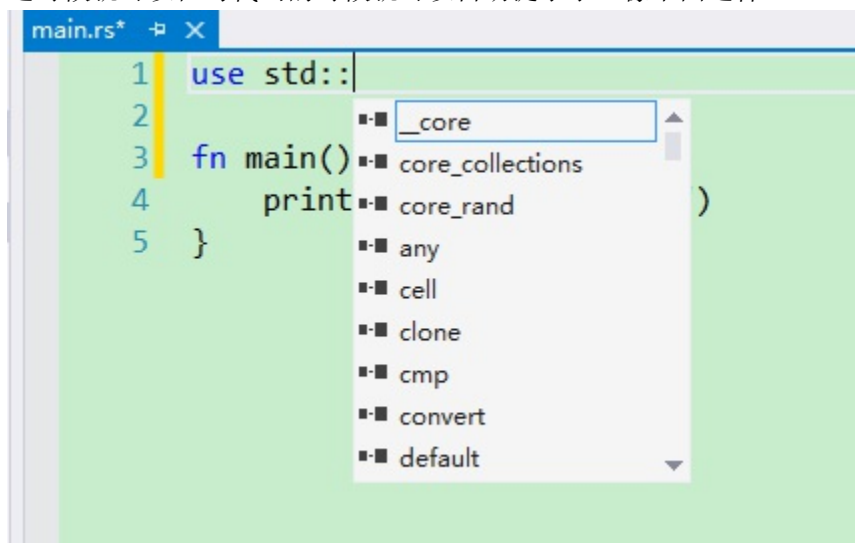 main.rs*
1 use std::
2
3 fn main()
4 print )
5 }
__core
core_collections
core_rand
any
cell
clone
cmp
convert
default